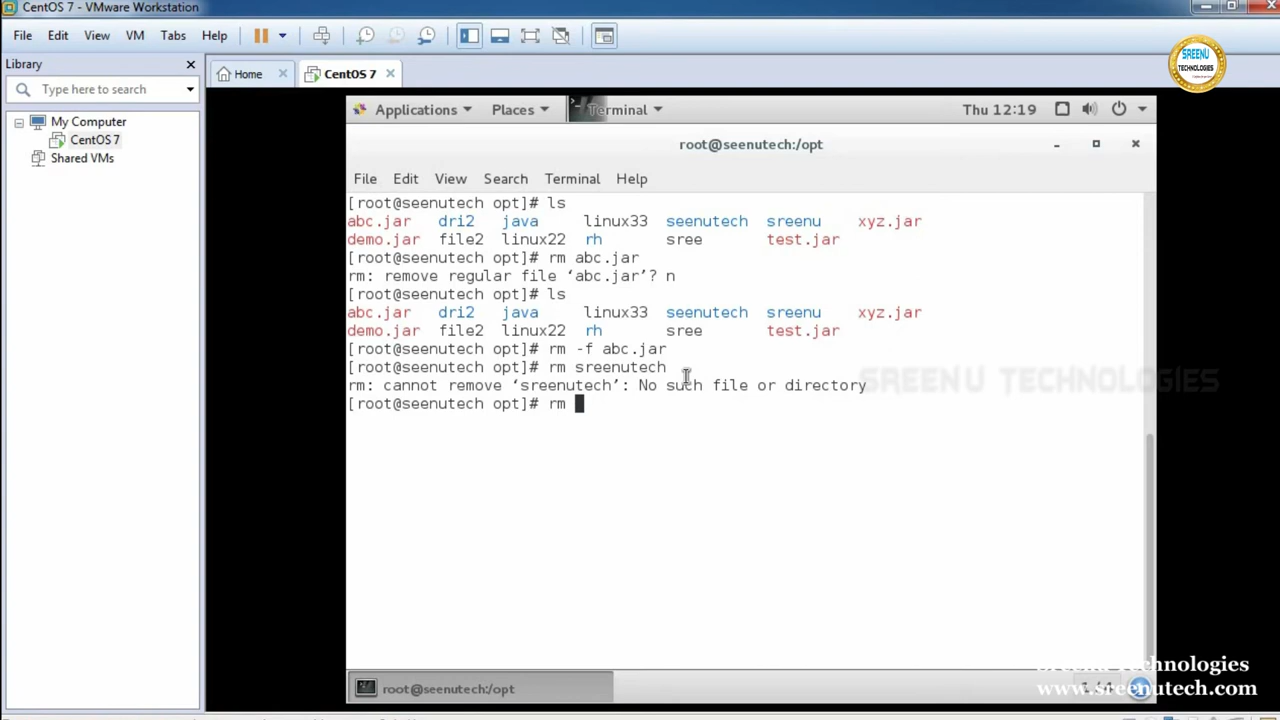 CentOS 7 - VMware Workstation
File Edit View VM Tabs Help
Library
Type here to search
My Computer
CentOS 7
Shared VMs
Home
CentOS 7
SREENU
TECHNOLOGIES
Applications Places Terminal Thu 12:19
root@seenutech:/opt
File Edit View Search Terminal Help
[root@seenutech opt]# ls
abc.jar dri2 java linux33 seenutech sreenu xyz.jar
demo.jar file2 linux22 rh sree test.jar
[root@seenutech opt]# rm abc.jar
rm: remove regular file ‘abc.jar’? n
[root@seenutech opt]# ls
abc.jar dri2 java linux33 seenutech sreenu xyz.jar
demo.jar file2 linux22 rh sree test.jar
[root@seenutech opt]# rm -f abc.jar
[root@seenutech opt]# rm sreenutech
rm: cannot remove ‘sreenutech’: No such file or directory
[root@seenutech opt]# rm
SREENU TECHNOLOGIES
Sreenu Technologies
www.sreenutech.com
root@seenutech:/opt